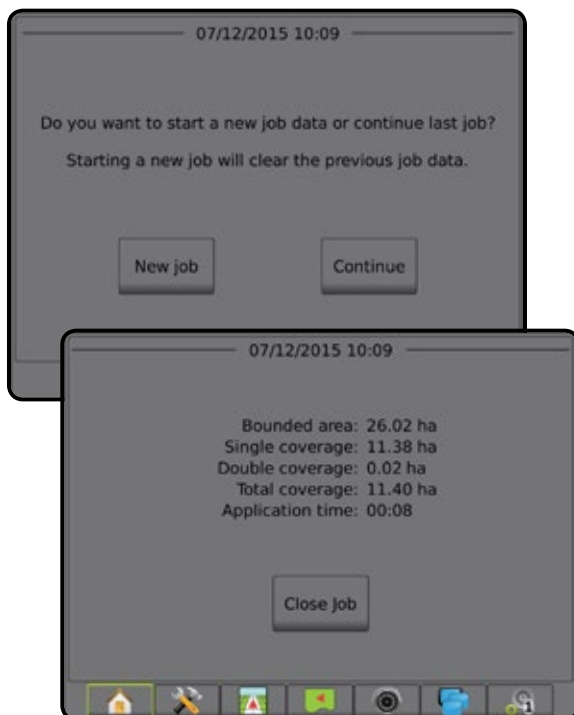 07/12/2015 10:09
Do you want to start a new job data or continue last job?
Starting a new job will clear the previous job data.
New job
Continue
07/12/2015 10:09
Bounded area: 26.02 ha
Single coverage: 11.38 ha
Double coverage: 0.02 ha
Total coverage: 11.40 ha
Application time: 00:08
Close Job
1